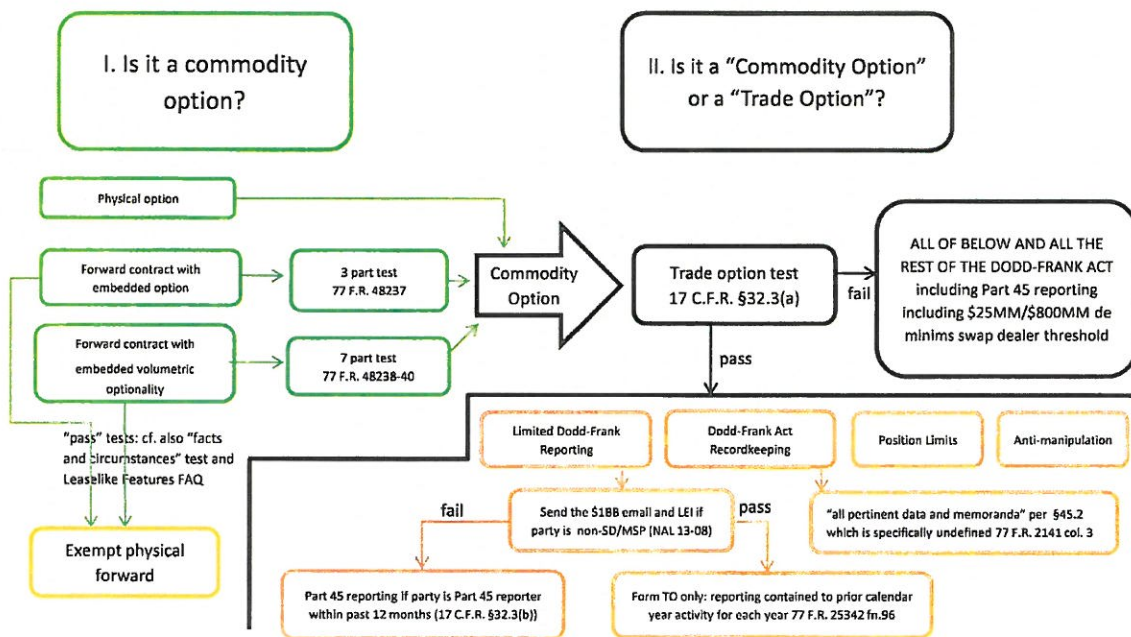 I. Is it a commodity
option?
II. Is it a “Commodity Option”
or a “Trade Option”?
Physical option
Forward contract with
embedded option
3 part test
77 F.R. 48237
Forward contract with
embedded volumetric
optionality
7 part test
77 F.R. 48238-40
Commodity
Option
Trade option test
17 C.F.R. §32.3(a)
fail
ALL OF BELOW AND ALL THE
REST OF THE DODD-FRANK ACT
including Part 45 reporting
including $25MM/$800MM de
minims swap dealer threshold
pass
“pass” tests: cf. also “facts
and circumstances” test and
Leaselike Features FAQ
Exempt physical
forward
Limited Dodd-Frank
Reporting
Dodd-Frank Act
Recordkeeping
Position Limits
Anti-manipulation
fail
Send the $1BB email and LEI if
party is non-SD/MSP (NAL 13-08)
pass
“all pertinent data and memoranda” per §45.2
which is specifically undefined 77 F.R. 2141 col. 3
Part 45 reporting if party is Part 45 reporter
within past 12 months (17 C.F.R. §32.3(b))
Form TO only: reporting contained to prior calendar
year activity for each year 77 F.R. 25342 fn.96